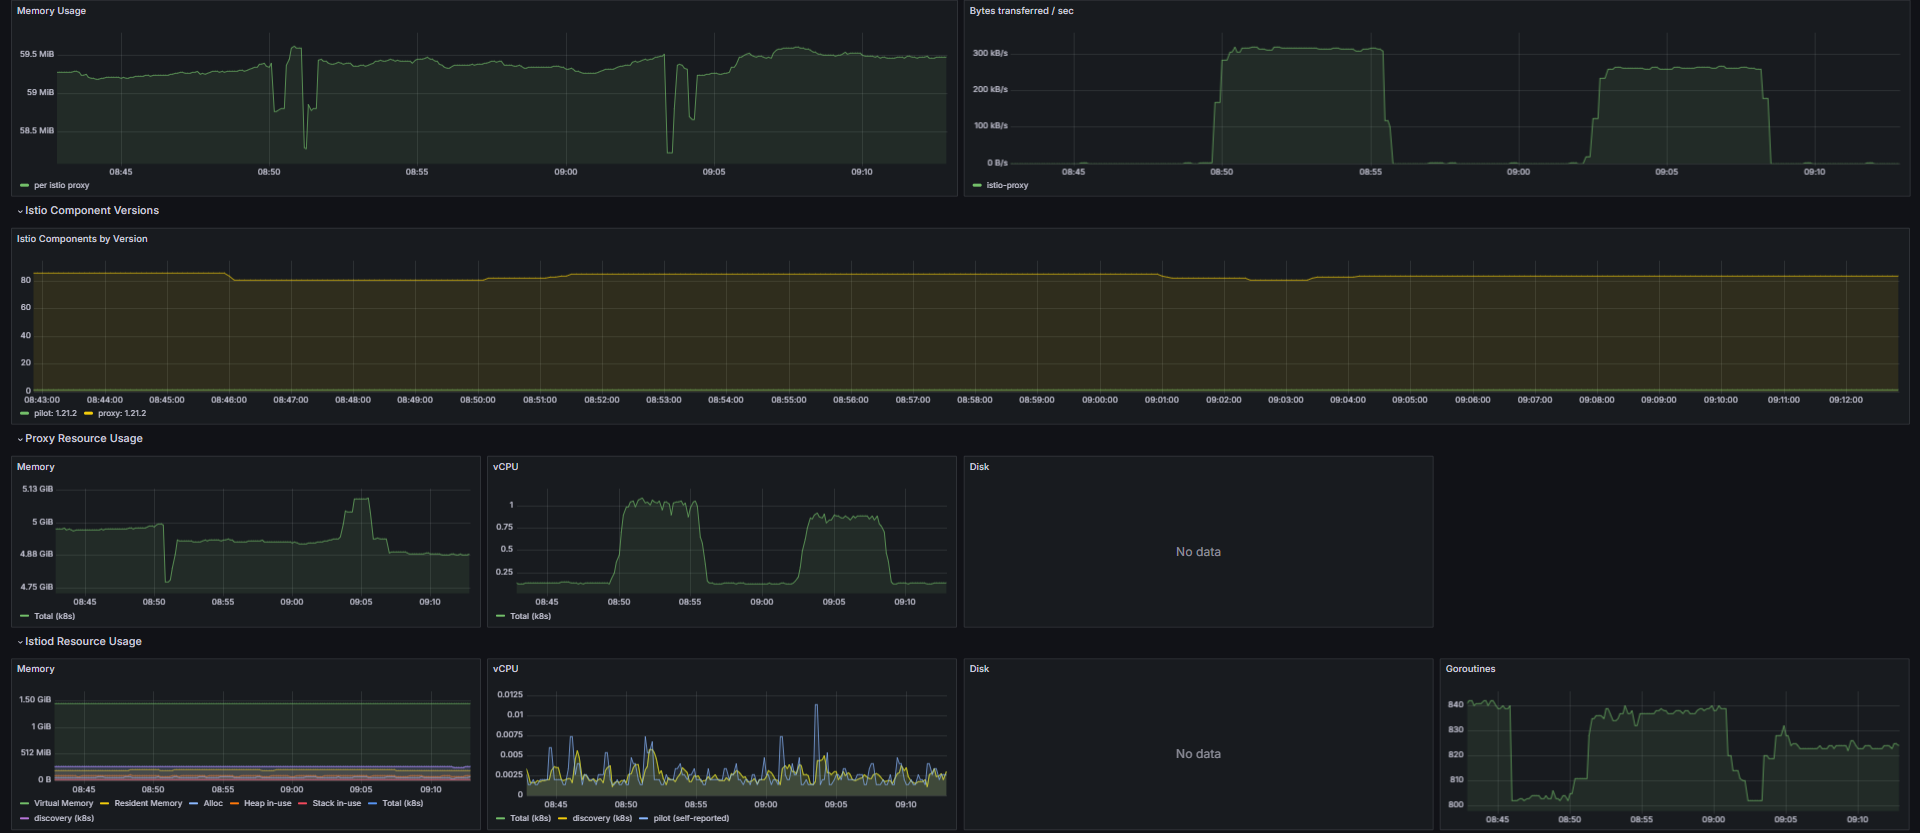 Memory Usage
59.5 MiB
59 MiB
58.5 MiB
08:45 08:50 08:55 09:00 09:05 09:10
per istio proxy
Bytes transferred / sec
300 kB/s
200 kB/s
100 kB/s
0 B/s
08:45 08:50 08:55 09:00 09:05 09:10
istio-proxy
Istio Component Versions
Istio Components by Version
80
60
40
20
0
08:43:00 08:44:00 08:45:00 08:46:00 08:47:00 08:48:00 08:49:00 08:50:00 08:51:00 08:52:00 08:53:00 08:54:00 08:55:00 08:56:00 08:57:00 08:58:00 08:59:00 09:00:00 09:01:00 09:02:00 09:03:00 09:04:00 09:05:00 09:06:00 09:07:00 09:08:00 09:09:00 09:10:00 09:11:00 09:12:00
pilot: 1.21.2 proxy: 1.21.2
Proxy Resource Usage
Memory
5.13 GiB
5 GiB
4.88 GiB
4.75 GiB
08:45 08:50 08:55 09:00 09:05 09:10
Total (k8s)
vCPU
1
0.75
0.5
0.25
08:45 08:50 08:55 09:00 09:05 09:10
Total (k8s)
Disk
No data
Istiod Resource Usage
Memory
1.50 GiB
1 GiB
512 MiB
0 B
08:45 08:50 08:55 09:00 09:05 09:10
Virtual Memory Resident Memory Alloc Heap in-use Stack in-use Total (k8s)
discovery (k8s)
vCPU
0.0125
0.01
0.0075
0.005
0.0025
0
08:45 08:50 08:55 09:00 09:05 09:10
Total (k8s) discovery (k8s) pilot (self-reported)
Disk
No data
Goroutines
840
830
820
810
800
08:45 08:50 08:55 09:00 09:05 09:10